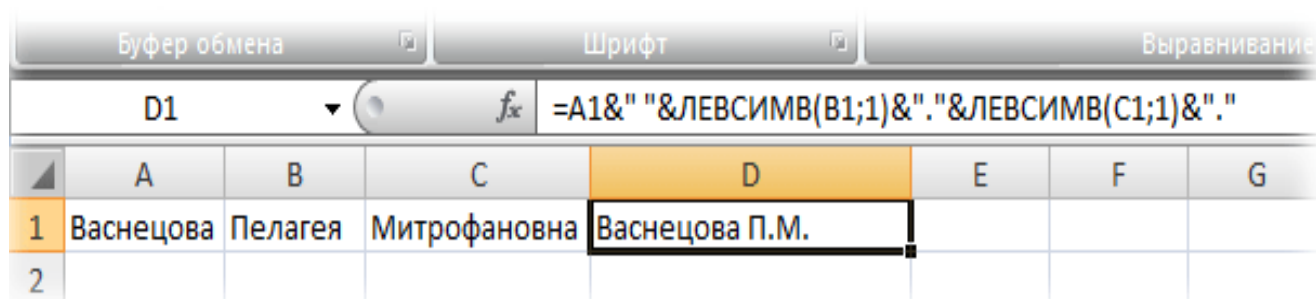 Буфер обмена Шрифт Выравнивание
D1 fx =A1&" "&ЛЕВСИМВ(B1;1)&"."&ЛЕВСИМВ(C1;1)&"."
A B C D E F G
1 Васнецова Пелагея Митрофановна Васнецова П.М.
2